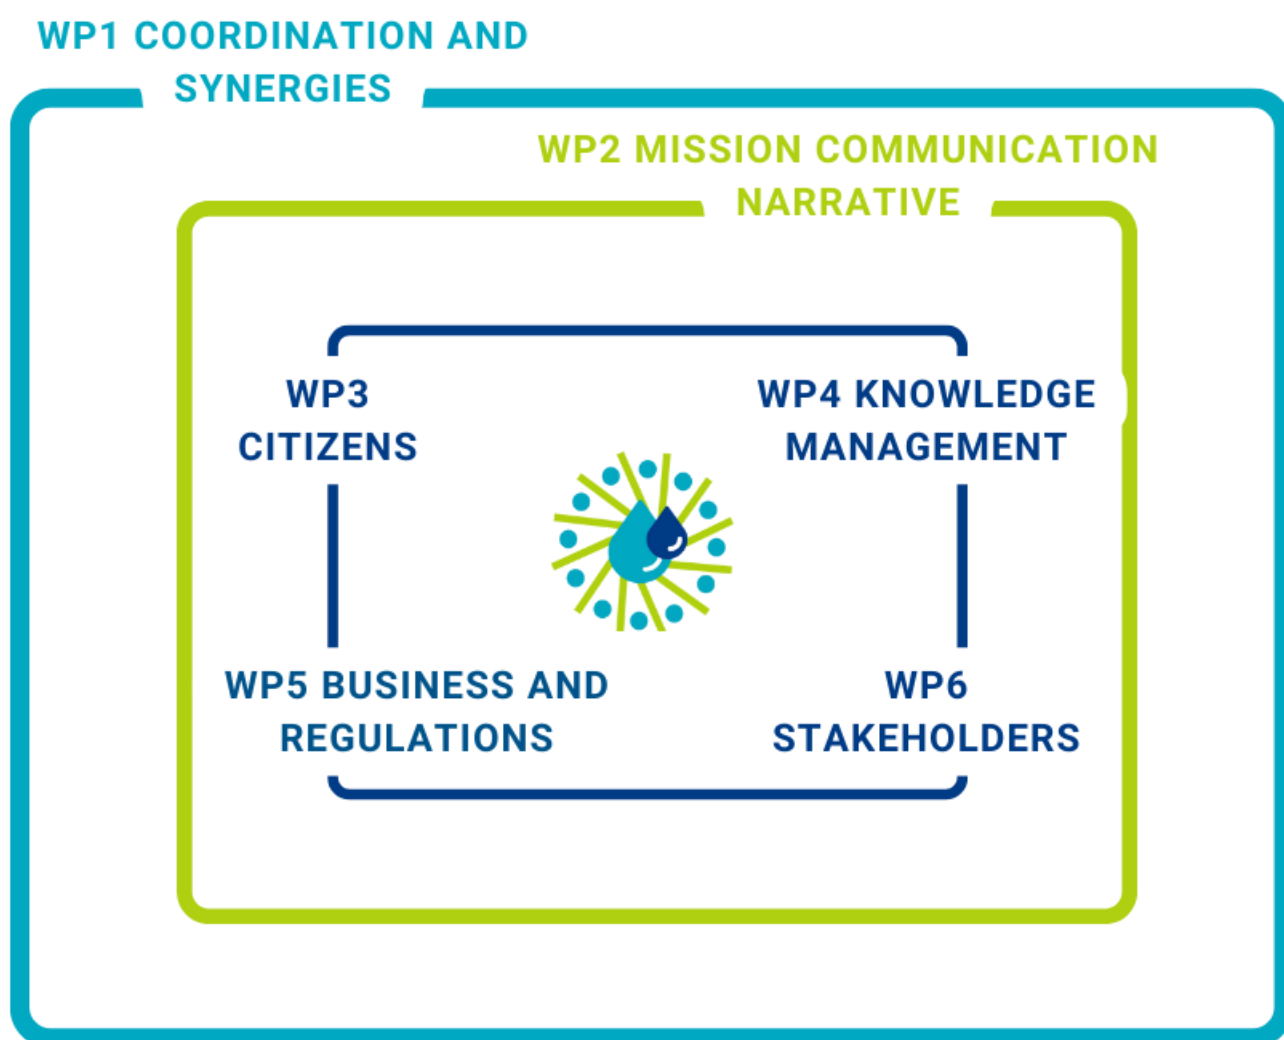 WP1 COORDINATION AND
SYNERGIES
WP2 MISSION COMMUNICATION
NARRATIVE
WP3
CITIZENS
WP4 KNOWLEDGE
MANAGEMENT
WP5 BUSINESS AND
REGULATIONS
WP6
STAKEHOLDERS